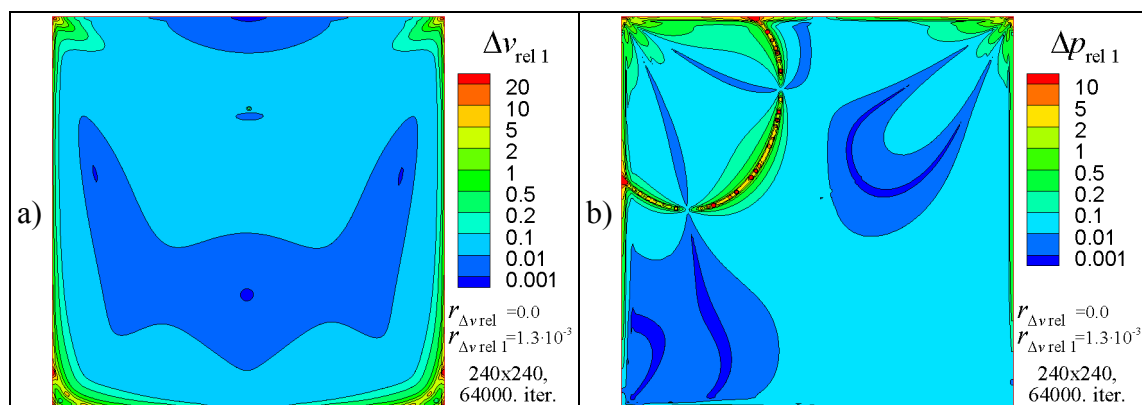 a)
Δv rel 1
20
10
5
2
1
0.5
0.2
0.1
0.01
0.001
r Δv rel =0.0
r Δv rel 1 =1.3·10⁻³
240x240,
64000. iter.
b)
Δp rel 1
10
5
2
1
0.5
0.2
0.1
0.01
0.001
r Δv rel =0.0
r Δv rel 1 =1.3·10⁻³
240x240,
64000. iter.